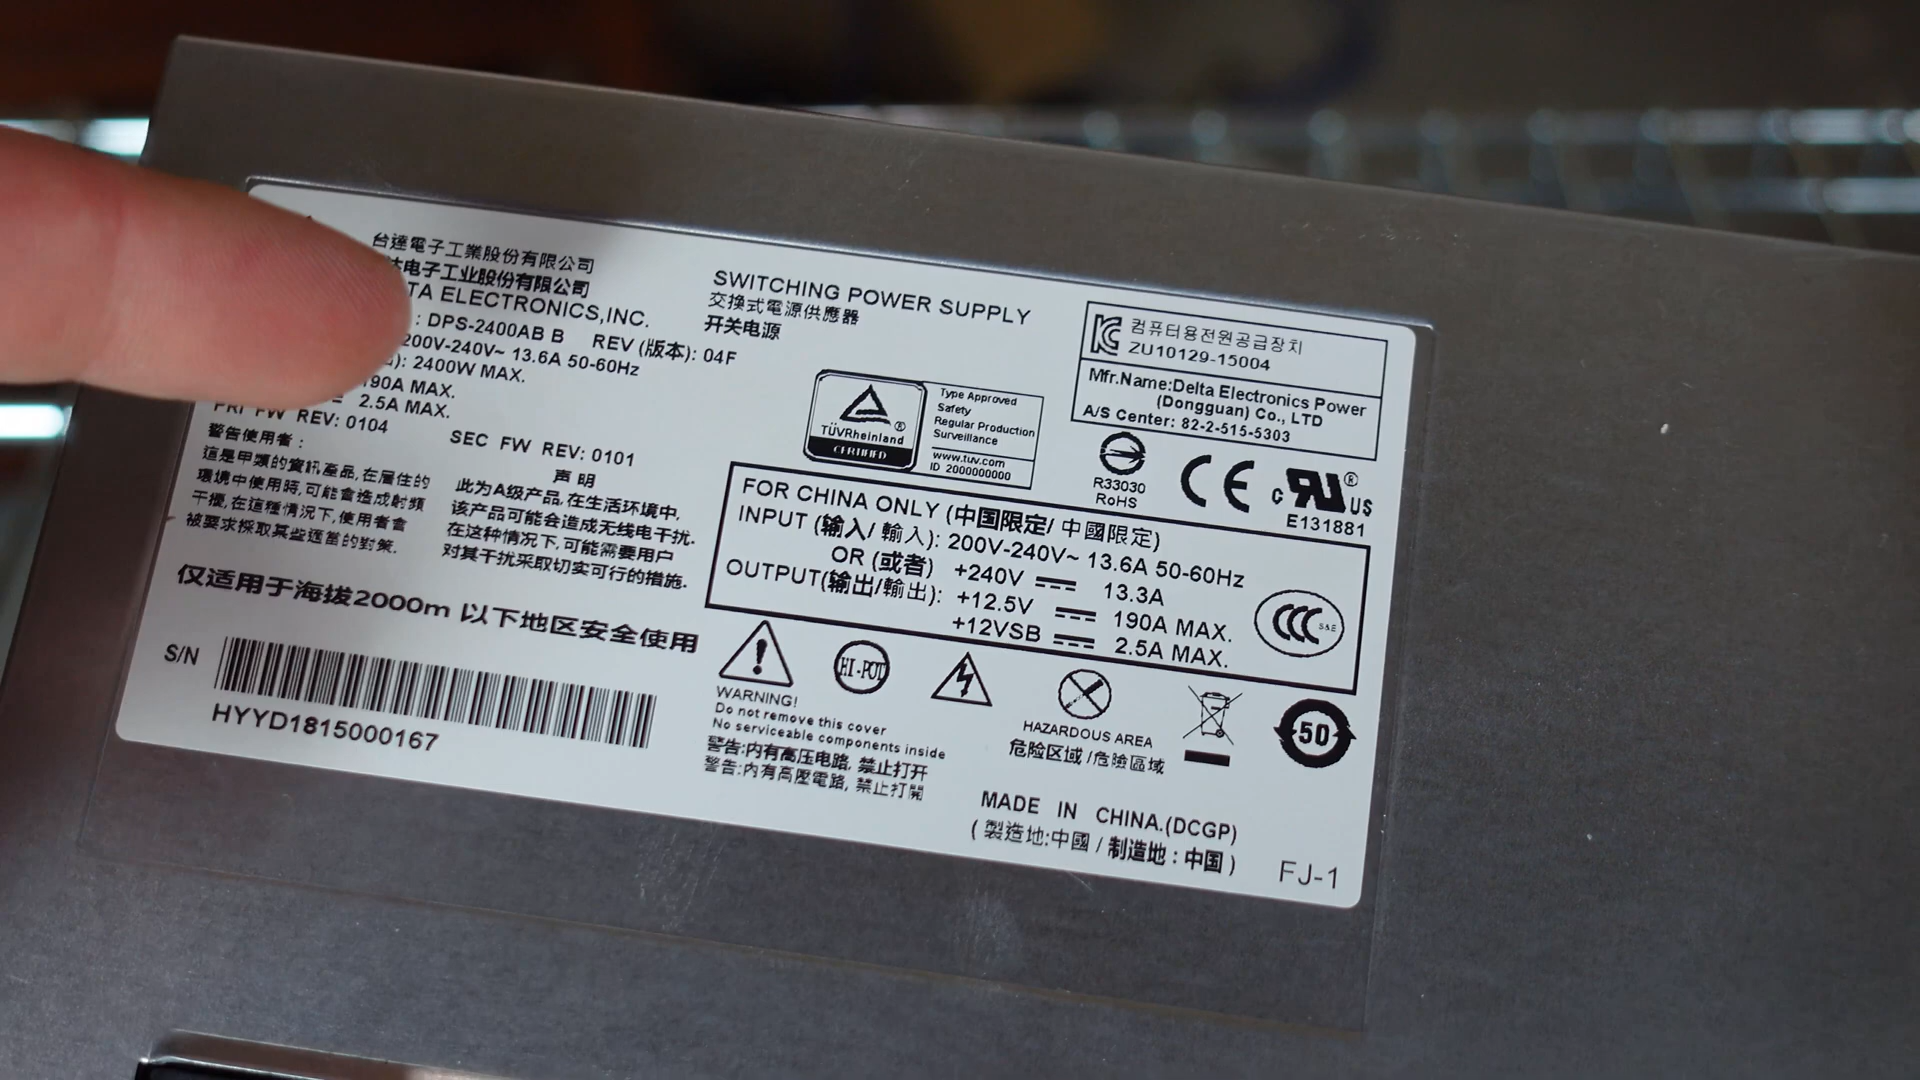 台達電子工業股份有限公司
电子工业股份有限公司
TA ELECTRONICS,INC.
: DPS-2400AB B REV (版本): 04F
200V-240V~ 13.6A 50-60Hz
): 2400W MAX.
190A MAX.
2.5A MAX.
PRI FW REV: 0104
SEC FW REV: 0101
警告使用者:
這是甲類的資訊產品,在居住的
環境中使用時,可能會造成射頻
干擾,在這種情況下,使用者會
被要求採取某些適當的對策.
声明
此为A级产品,在生活环境中,
该产品可能会造成无线电干扰.
在这种情况下,可能需要用户
对其干扰采取切实可行的措施.
仅适用于海拔2000m 以下地区安全使用
S/N
HYYD1815000167
SWITCHING POWER SUPPLY
交換式電源供應器
开关电源
TÜVRheinland
®
CERTIFIED
Type Approved
Safety
Regular Production
Surveillance
www.tuv.com
ID 2000000000
컴퓨터용전원공급장치
ZU10129-15004
Mfr.Name:Delta Electronics Power
(Dongguan) Co., LTD
A/S Center: 82-2-515-5303
R33030
RoHS
CE
c RU ® US
E131881
FOR CHINA ONLY (中国限定/ 中國限定)
INPUT (输入/ 輸入): 200V-240V~ 13.6A 50-60Hz
OR (或者) +240V 13.3A
OUTPUT(输出/輸出): +12.5V 190A MAX.
+12VSB 2.5A MAX.
CCC S&E
WARNING!
Do not remove this cover
No serviceable components inside
警告:内有高压电路, 禁止打开
警告:内有高壓電路, 禁止打開
HI-POT
HAZARDOUS AREA
危险区域 /危險區域
50
MADE IN CHINA.(DCGP)
( 製造地:中國 / 制造地 : 中国 )
FJ-1